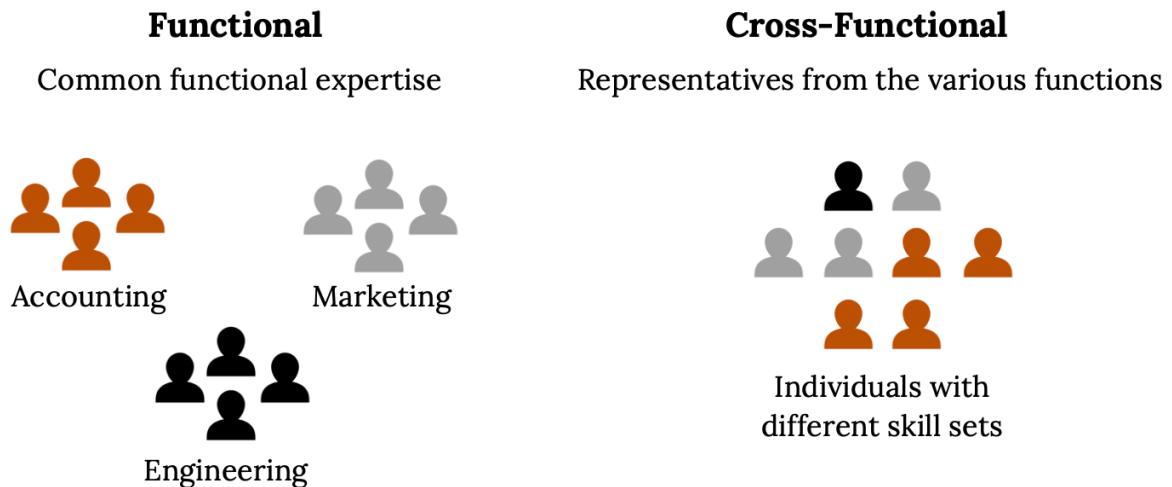 Functional
Common functional expertise
Accounting
Marketing
Engineering
Cross-Functional
Representatives from the various functions
Individuals with
different skill sets